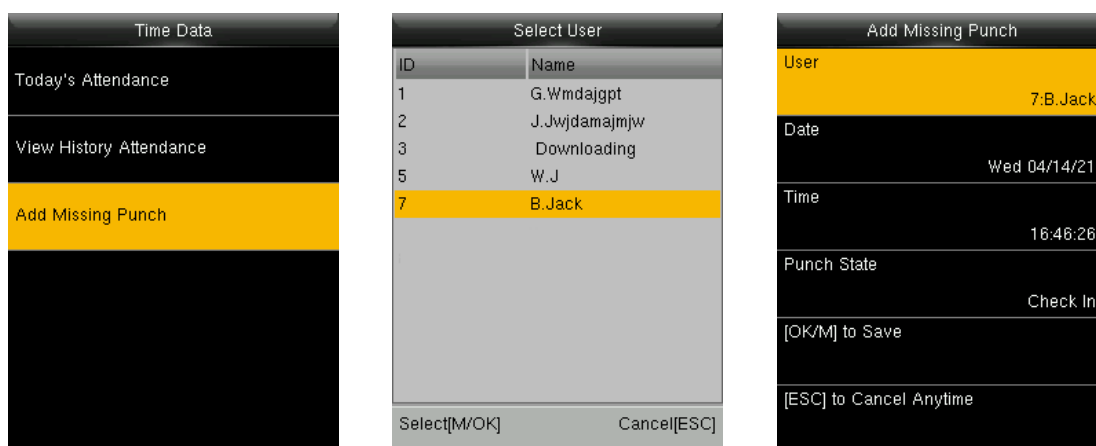 Time Data
Today's Attendance
View History Attendance
Add Missing Punch
Select User
ID Name
1 G.Wmdajgpt
2 J.Jwjdamajmjw
3 Downloading
5 W.J
7 B.Jack
Select[M/OK] Cancel[ESC]
Add Missing Punch
User
7:B.Jack
Date
Wed 04/14/21
Time
16:46:26
Punch State
Check In
[OK/M] to Save
[ESC] to Cancel Anytime